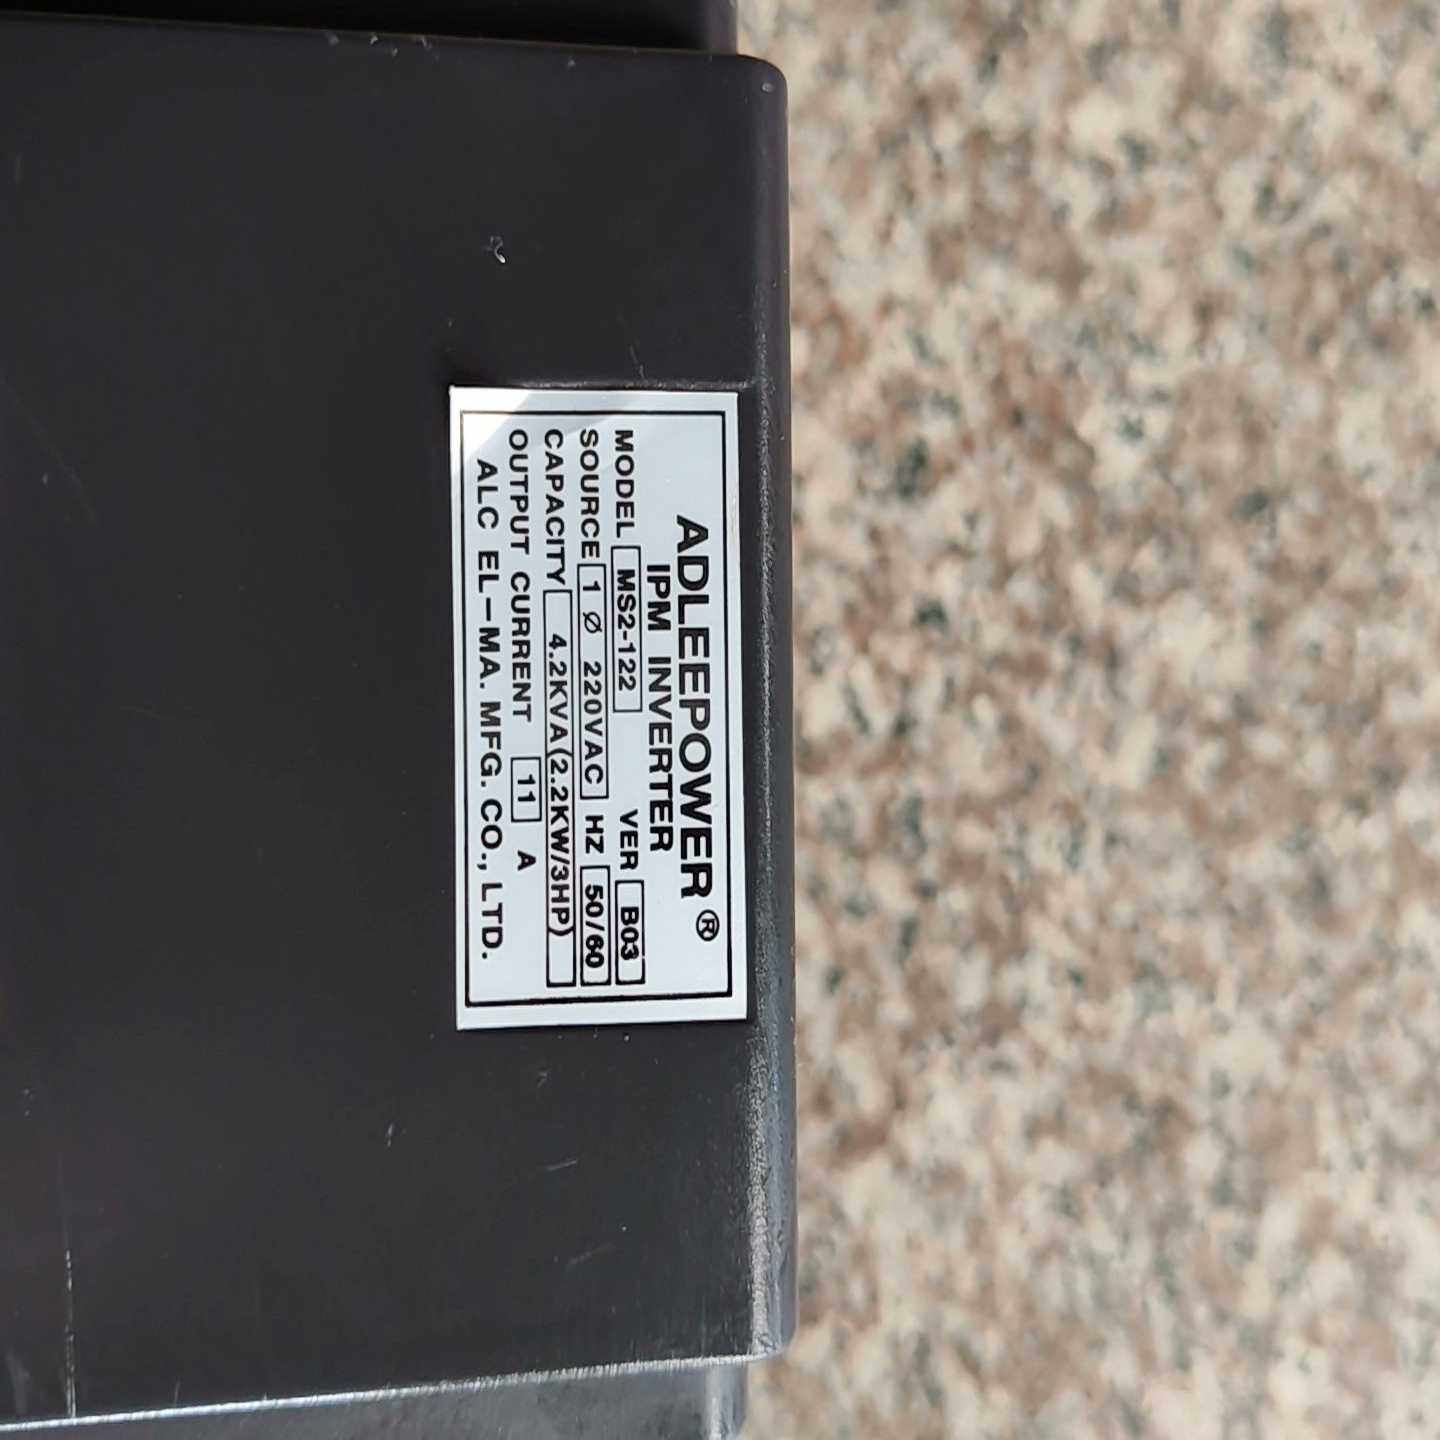 ADLEEPOWER ®
IPM INVERTER
MODEL MS2-122 VER B03
SOURCE 1 Ø 220VAC HZ 50/60
CAPACITY 4.2KVA(2.2KW/3HP)
OUTPUT CURRENT 11 A
ALC EL-MA. MFG. CO., LTD.